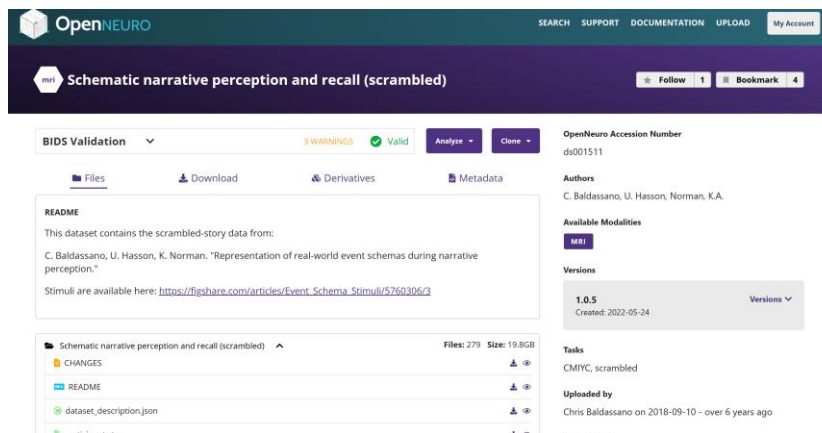 OpenNEURO
SEARCH SUPPORT DOCUMENTATION UPLOAD My Account
mri Schematic narrative perception and recall (scrambled)
Follow 1 Bookmark 4
BIDS Validation 3 WARNINGS Valid Analyze Clone
Files Download Derivatives Metadata
README
This dataset contains the scrambled-story data from:
C. Baldassano, U. Hasson, K. Norman. "Representation of real-world event schemas during narrative
perception."
Stimuli are available here: https://figshare.com/articles/Event_Schema_Stimuli/5760306/3
Schematic narrative perception and recall (scrambled) Files: 279 Size: 19.8GB
CHANGES
README
dataset_description.json
OpenNeuro Accession Number
ds001511
Authors
C. Baldassano, U. Hasson, Norman, K.A.
Available Modalities
MRI
Versions
1.0.5 Versions
Created: 2022-05-24
Tasks
CMIYC, scrambled
Uploaded by
Chris Baldassano on 2018-09-10 - over 6 years ago